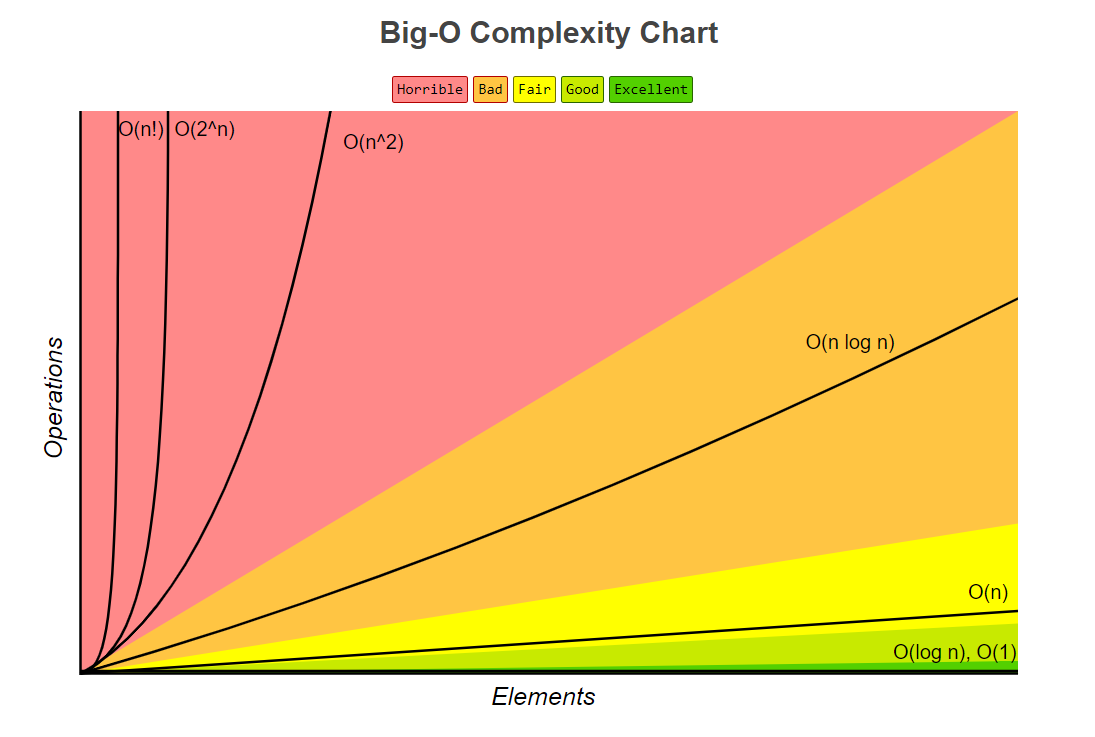 Big-O Complexity Chart
Horrible Bad Fair Good Excellent
O(n!) O(2^n)
O(n^2)
O(n log n)
Operations
O(n)
O(log n), O(1)
Elements